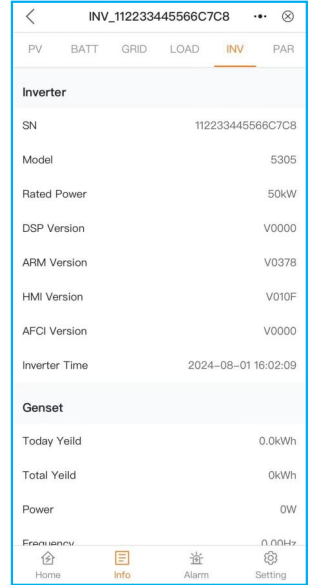 INV_112233445566C7C8
PV BATT GRID LOAD INV PAR
Inverter
SN 112233445566C7C8
Model 5305
Rated Power 50kW
DSP Version V0000
ARM Version V0378
HMI Version V010F
AFCI Version V0000
Inverter Time 2024-08-01 16:02:09
Genset
Today Yeild 0.0kWh
Total Yeild 0kWh
Power 0W
Frequency 0.00Hz
Home Info Alarm Setting